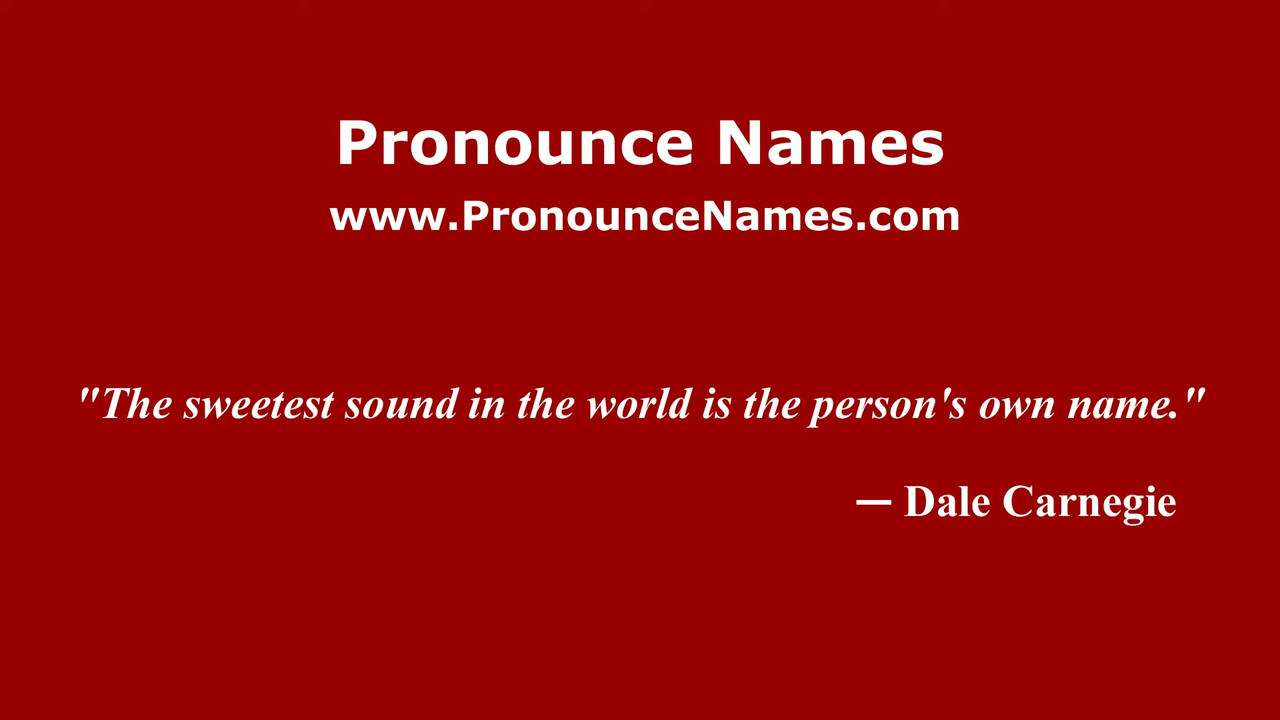 Pronounce Names
www.PronounceNames.com
"The sweetest sound in the world is the person's own name."
— Dale Carnegie